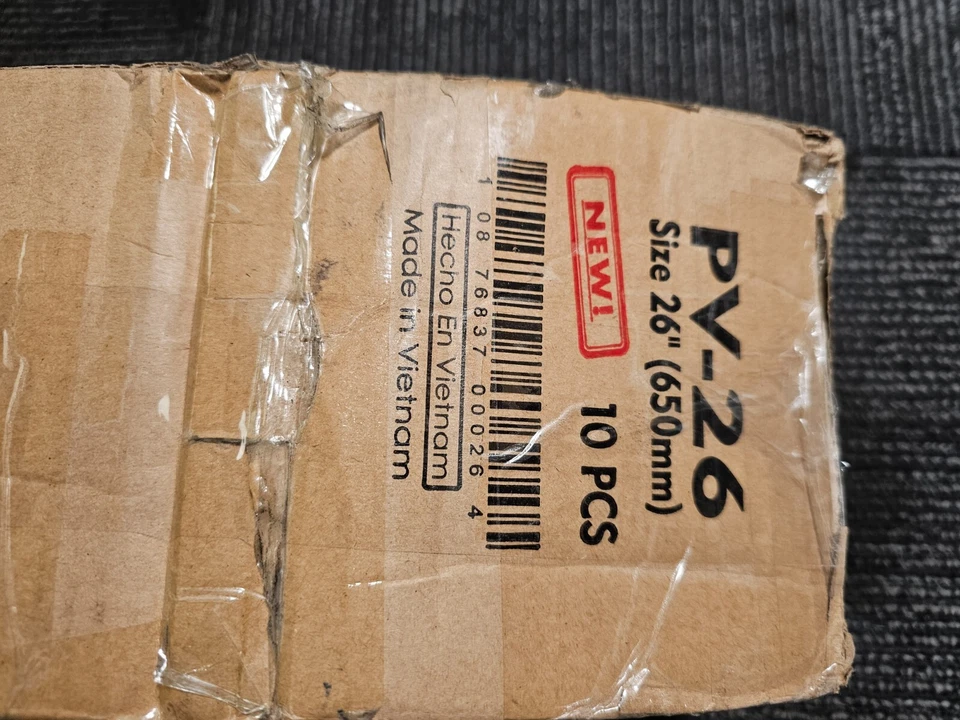 PV-26
Size 26" (650mm)
NEW!
10 PCS
1 08 76837 00026 4
Hecho En Vietnam
Made in Vietnam